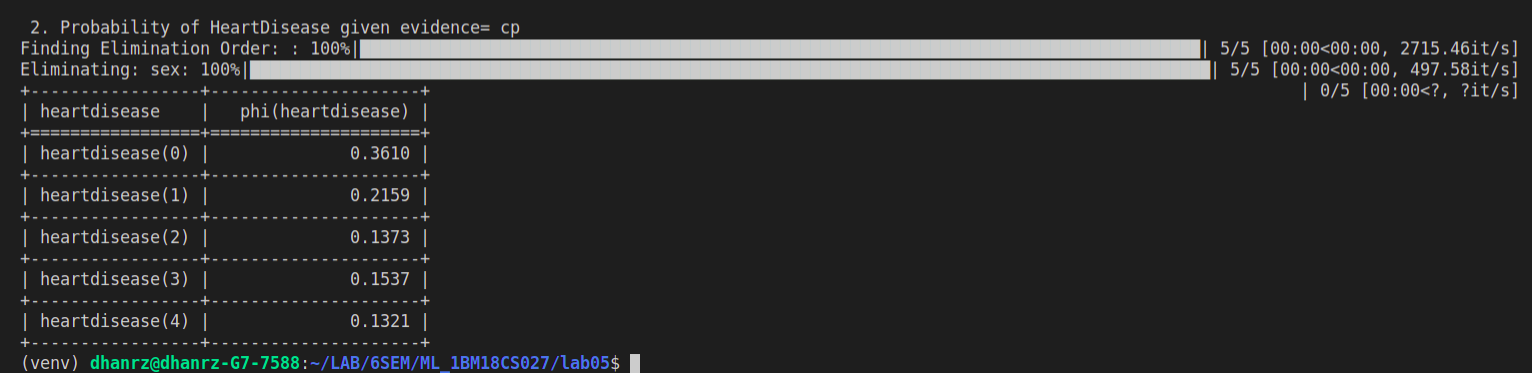 2. Probability of HeartDisease given evidence= cp
Finding Elimination Order: : 100%|██████████| 5/5 [00:00<00:00, 2715.46it/s]
Eliminating: sex: 100%|██████████| 5/5 [00:00<00:00, 497.58it/s]
+-----------------+---------------------+ | 0/5 [00:00<?, ?it/s]
| heartdisease    |   phi(heartdisease) |
+=================+=====================+
| heartdisease(0) |              0.3610 |
+-----------------+---------------------+
| heartdisease(1) |              0.2159 |
+-----------------+---------------------+
| heartdisease(2) |              0.1373 |
+-----------------+---------------------+
| heartdisease(3) |              0.1537 |
+-----------------+---------------------+
| heartdisease(4) |              0.1321 |
+-----------------+---------------------+
(venv) dhanrz@dhanrz-G7-7588:~/LAB/6SEM/ML_1BM18CS027/lab05$